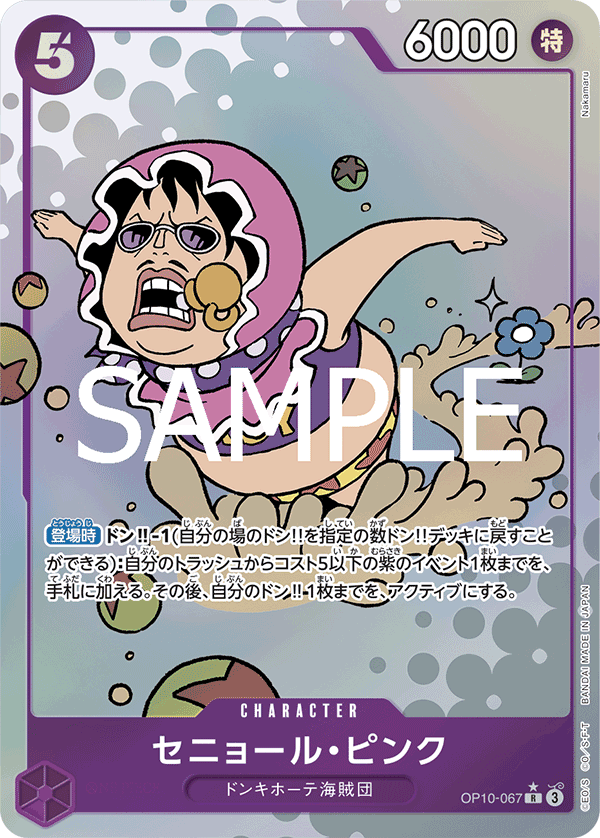 5
6000
特
Nakamaru
SAMPLE
登場時 ドン!!-1(自分の場のドン!!を指定の数ドン!!デッキに戻すこと
ができる):自分のトラッシュからコスト5以下の紫のイベント1枚までを、
手札に加える。その後、自分のドン!!1枚までを、アクティブにする。
©E.O/S ©O/S・F・T BANDAI MADE IN JAPAN
CHARACTER
セニョール・ピンク
ドンキホーテ海賊団
OP10-067 R 3